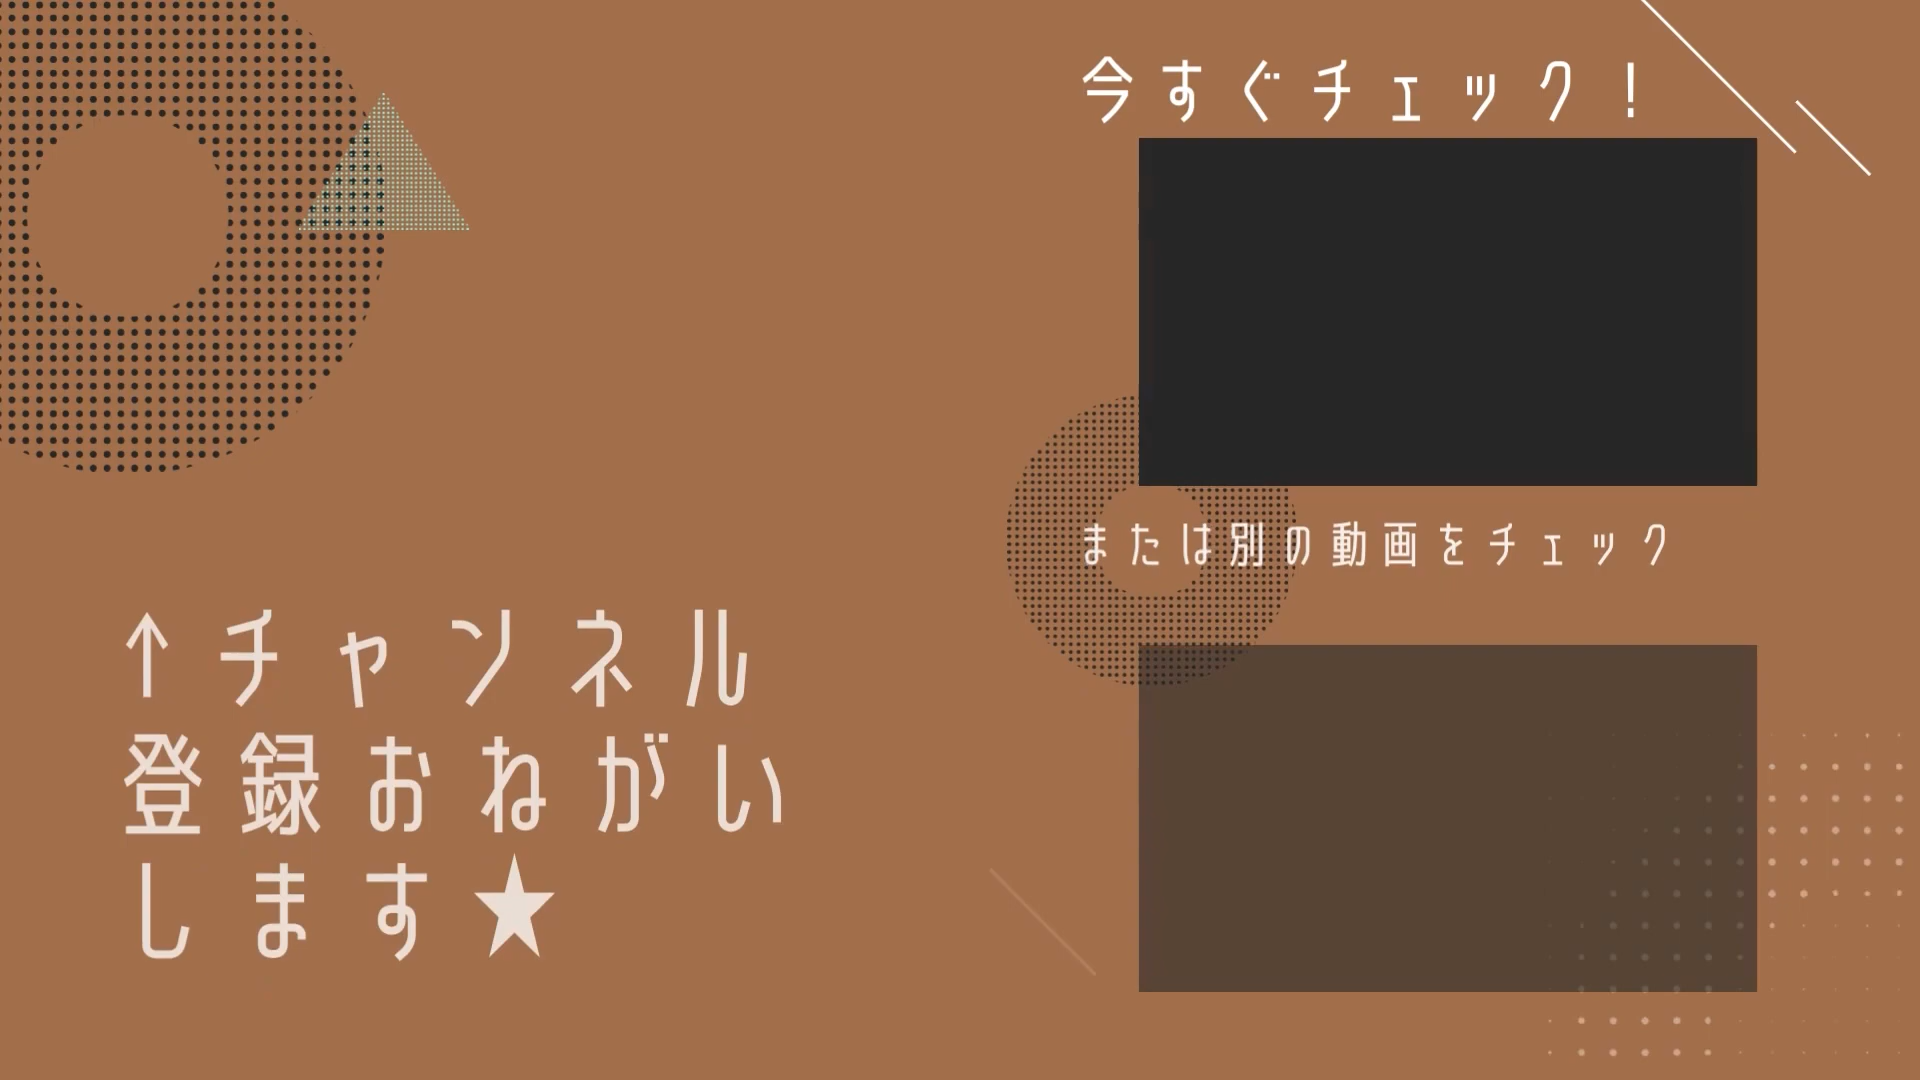 今すぐチェック！
または別の動画をチェック
↑チャンネル
登録おねがい
します★